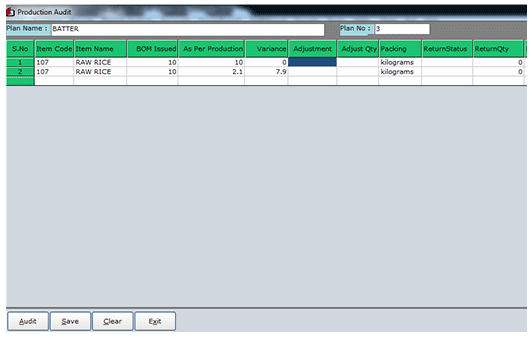 Production Audit
Plan Name : BATTER Plan No : 3
S.No Item Code Item Name BOM Issued As Per Production Variance Adjustment Adjust Qty Packing ReturnStatus ReturnQty
1 107 RAW RICE 10 10 0 kilograms 0
2 107 RAW RICE 10 2.1 7.9 kilograms 0
Audit Save Clear Exit